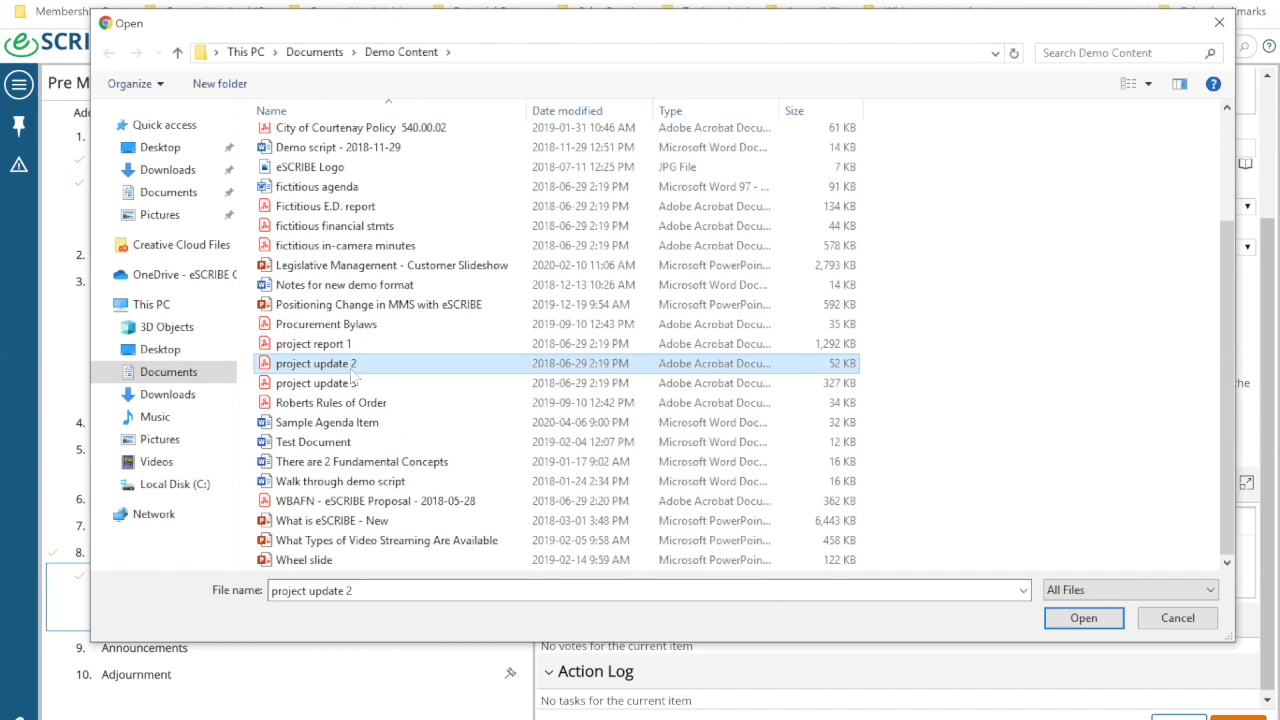 Open
This PC > Documents > Demo Content >
Search Demo Content
Organize
New folder
Name Date modified Type Size
City of Courtenay Policy 540.00.02 2019-01-31 10:46 AM Adobe Acrobat Docu... 61 KB
Demo script - 2018-11-29 2018-11-29 12:51 PM Microsoft Word Doc... 14 KB
eSCRIBE Logo 2018-07-11 12:25 PM JPG File 7 KB
fictitious agenda 2018-06-29 2:19 PM Microsoft Word 97 - ... 91 KB
Fictitious E.D. report 2018-06-29 2:19 PM Adobe Acrobat Docu... 134 KB
fictitious financial stmts 2018-06-29 2:19 PM Adobe Acrobat Docu... 44 KB
fictitious in-camera minutes 2018-06-29 2:19 PM Adobe Acrobat Docu... 578 KB
Legislative Management - Customer Slideshow 2020-02-10 11:06 AM Microsoft PowerPoin... 2,793 KB
Notes for new demo format 2018-12-13 10:26 AM Microsoft Word Doc... 14 KB
Positioning Change in MMS with eSCRIBE 2019-12-19 9:54 AM Microsoft PowerPoin... 592 KB
Procurement Bylaws 2019-09-10 12:43 PM Adobe Acrobat Docu... 35 KB
project report 1 2018-06-29 2:19 PM Adobe Acrobat Docu... 1,292 KB
project update 2 2018-06-29 2:19 PM Adobe Acrobat Docu... 52 KB
project update 2018-06-29 2:19 PM Adobe Acrobat Docu... 327 KB
Roberts Rules of Order 2019-09-10 12:42 PM Adobe Acrobat Docu... 34 KB
Sample Agenda Item 2020-04-06 9:00 PM Microsoft Word Doc... 32 KB
Test Document 2019-02-04 12:07 PM Microsoft Word Doc... 12 KB
There are 2 Fundamental Concepts 2019-01-17 9:02 AM Microsoft Word Doc... 16 KB
Walk through demo script 2018-01-24 2:34 PM Microsoft Word Doc... 16 KB
WBAFN - eSCRIBE Proposal - 2018-05-28 2018-06-29 2:20 PM Adobe Acrobat Docu... 362 KB
What is eSCRIBE - New 2018-03-01 3:48 PM Microsoft PowerPoin... 6,443 KB
What Types of Video Streaming Are Available 2019-02-05 9:58 AM Microsoft PowerPoin... 458 KB
Wheel slide 2019-02-14 9:59 AM Microsoft PowerPoin... 122 KB
Quick access
Desktop
Downloads
Documents
Pictures
Creative Cloud Files
OneDrive - eSCRIBE C
This PC
3D Objects
Desktop
Documents
Downloads
Music
Pictures
Videos
Local Disk (C:)
Network
File name: project update 2
All Files
Open
Cancel
SCRI
Pre M
Add
1.
2.
3.
4.
5.
6.
7.
8.
9. Announcements
10. Adjournment
the
No votes for the current item
Action Log
No tasks for the current item